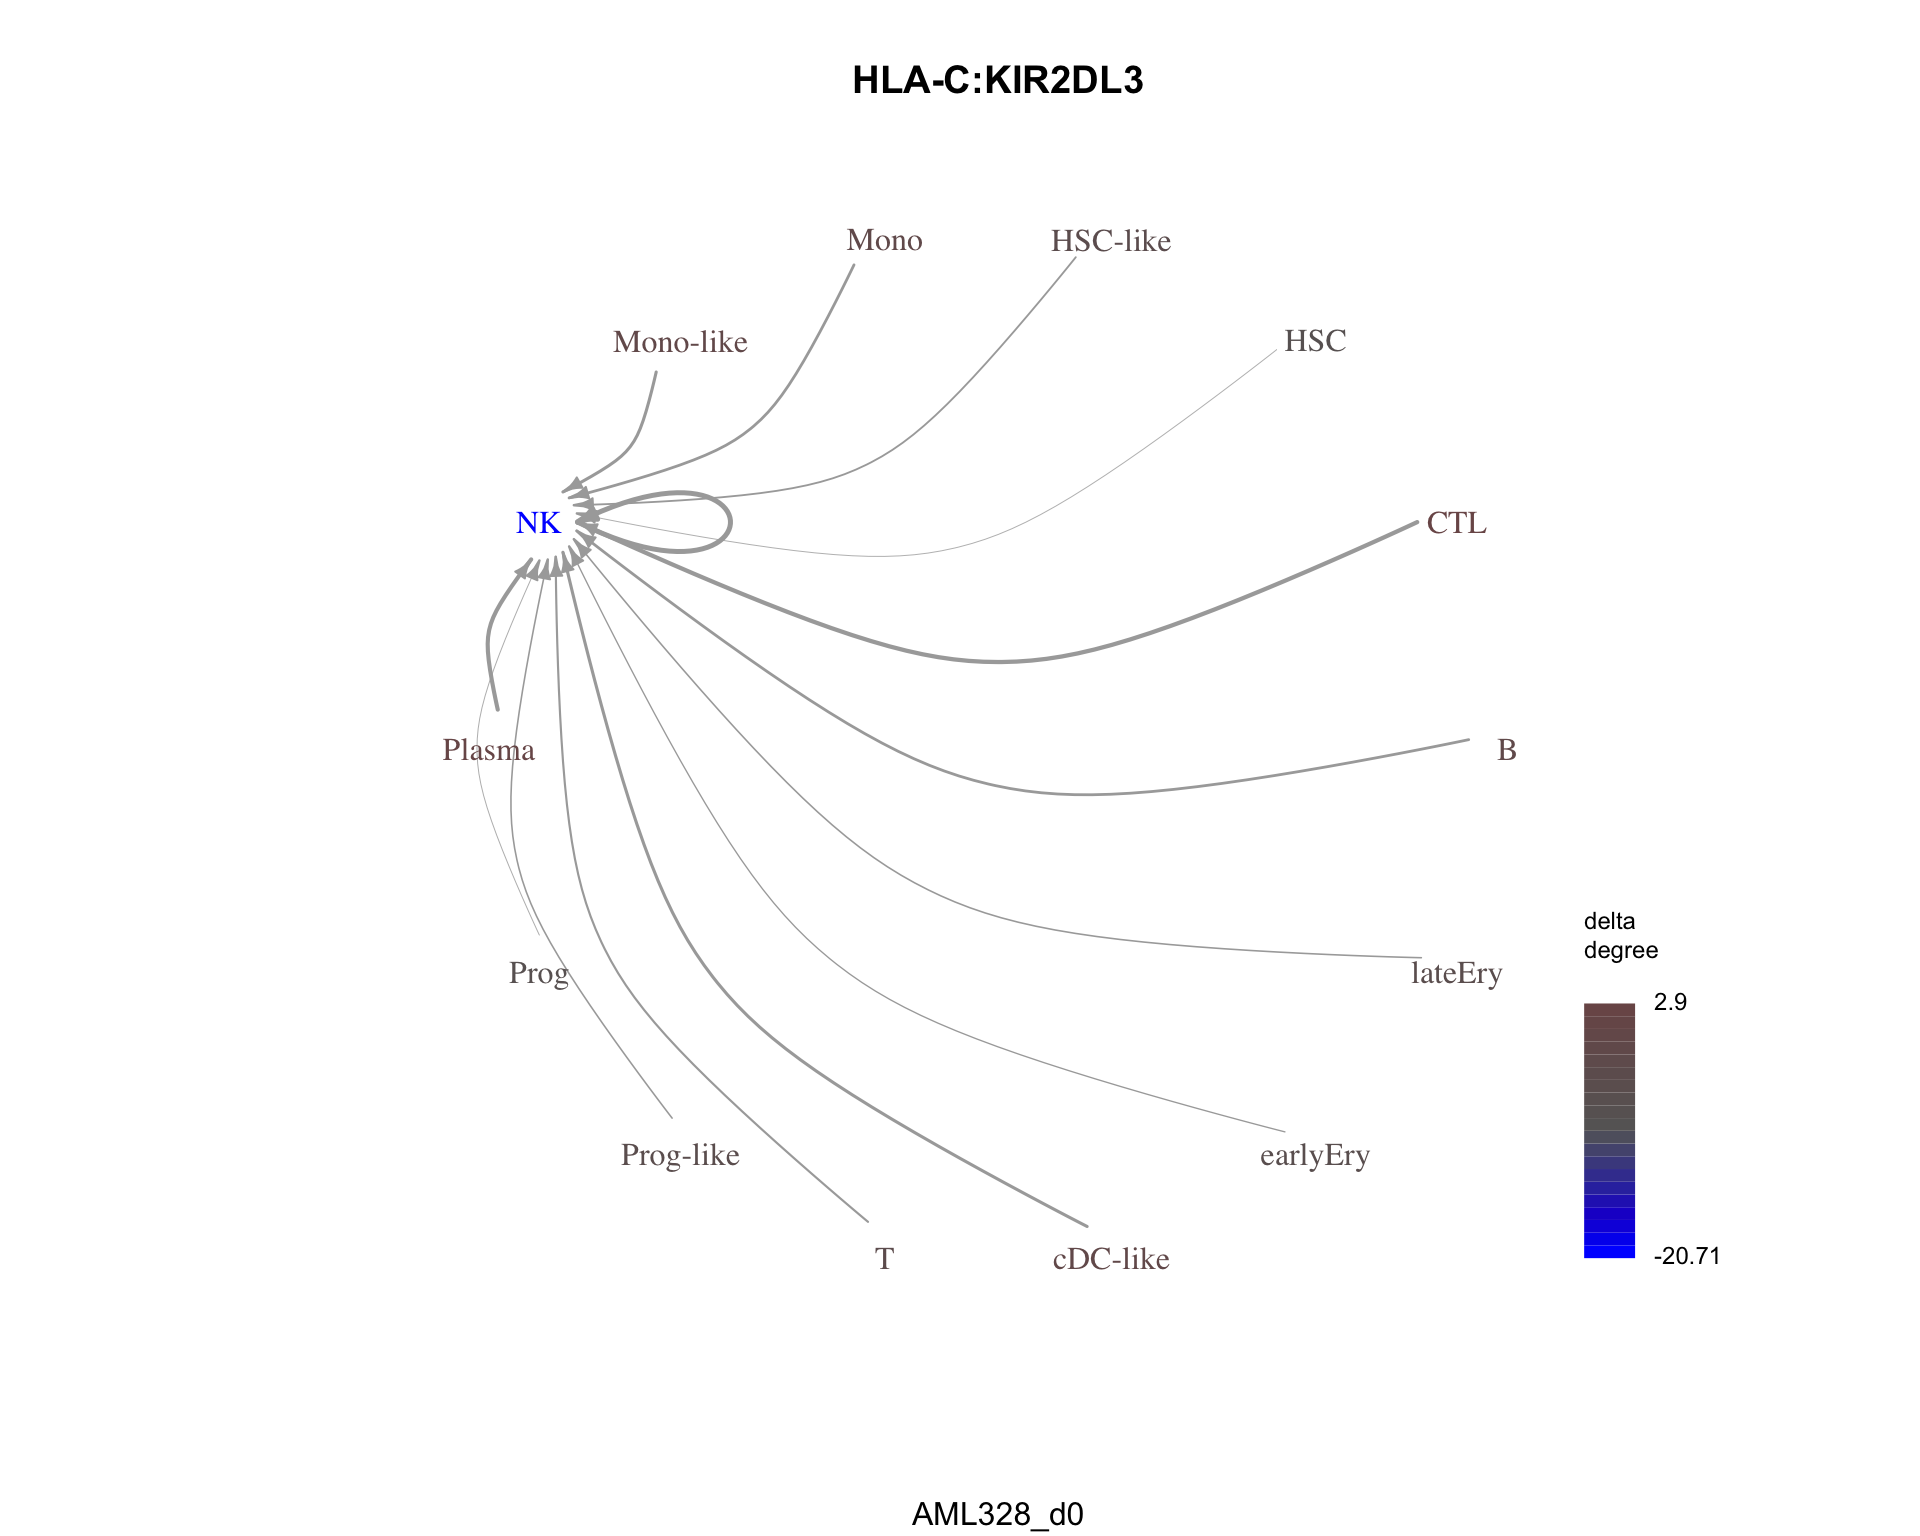 HLA-C:KIR2DL3
Mono
HSC-like
HSC
Mono-like
NK
CTL
Plasma
B
delta
degree
Prog
lateEry
2.9
Prog-like
earlyEry
T
cDC-like
-20.71
AML328_d0